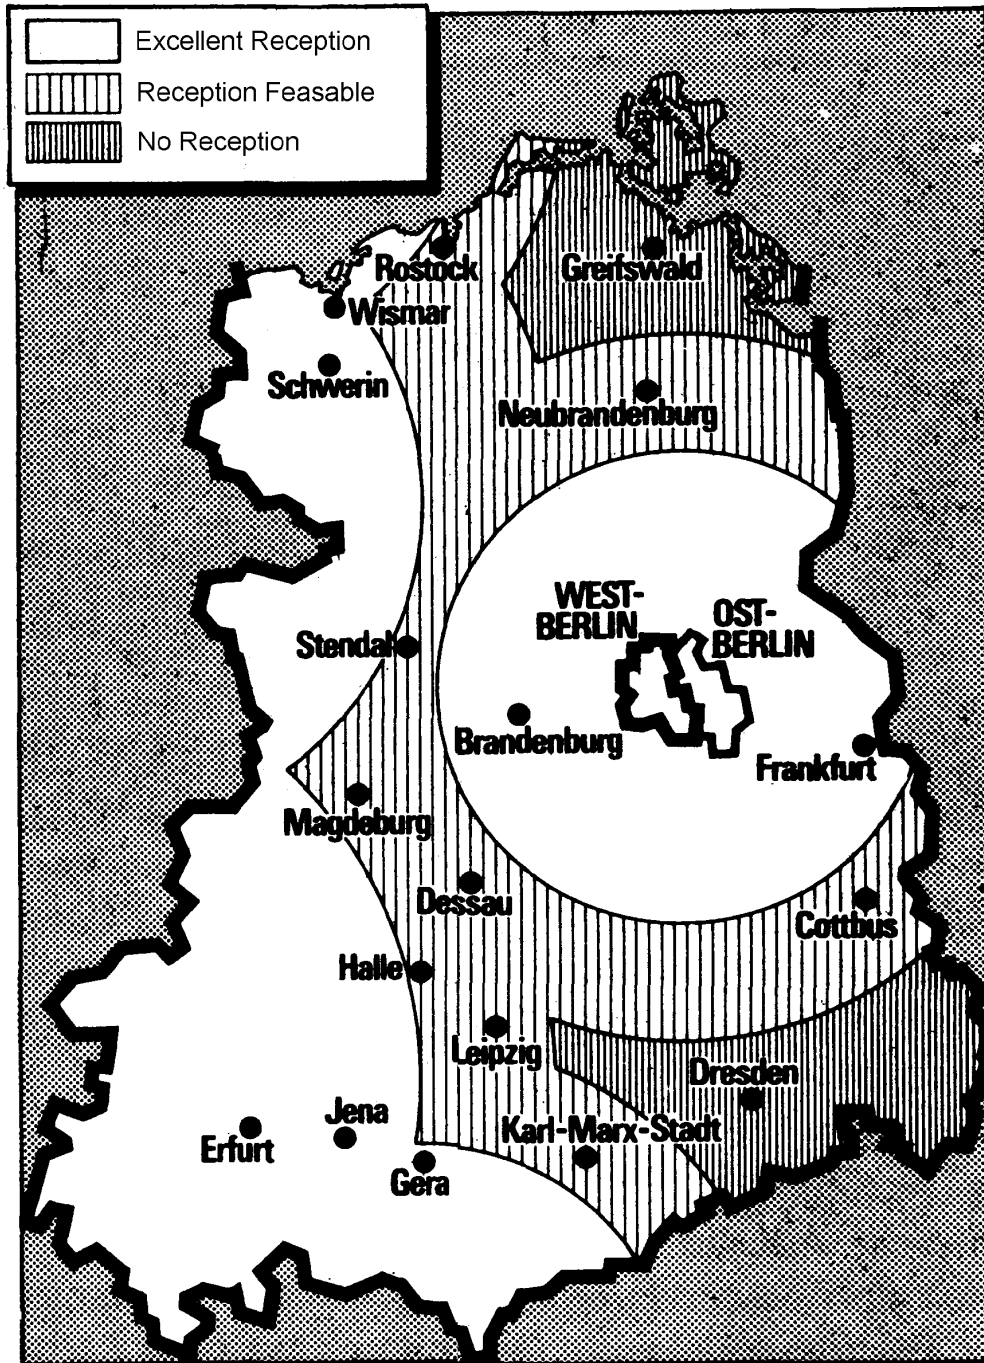 Excellent Reception
Reception Feasable
No Reception
Rostock
Greifswald
Wismar
Schwerin
Neubrandenburg
WEST-
BERLIN
OST-
BERLIN
Stendal
Brandenburg
Frankfurt
Magdeburg
Dessau
Cottbus
Halle
Leipzig
Dresden
Jena
Karl-Marx-Stadt
Erfurt
Gera